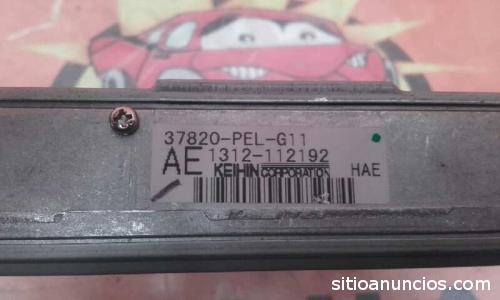 37820-PEL-G11
AE 1312-112192
KEIHIN CORPORATION HAE
sitioanuncios.com